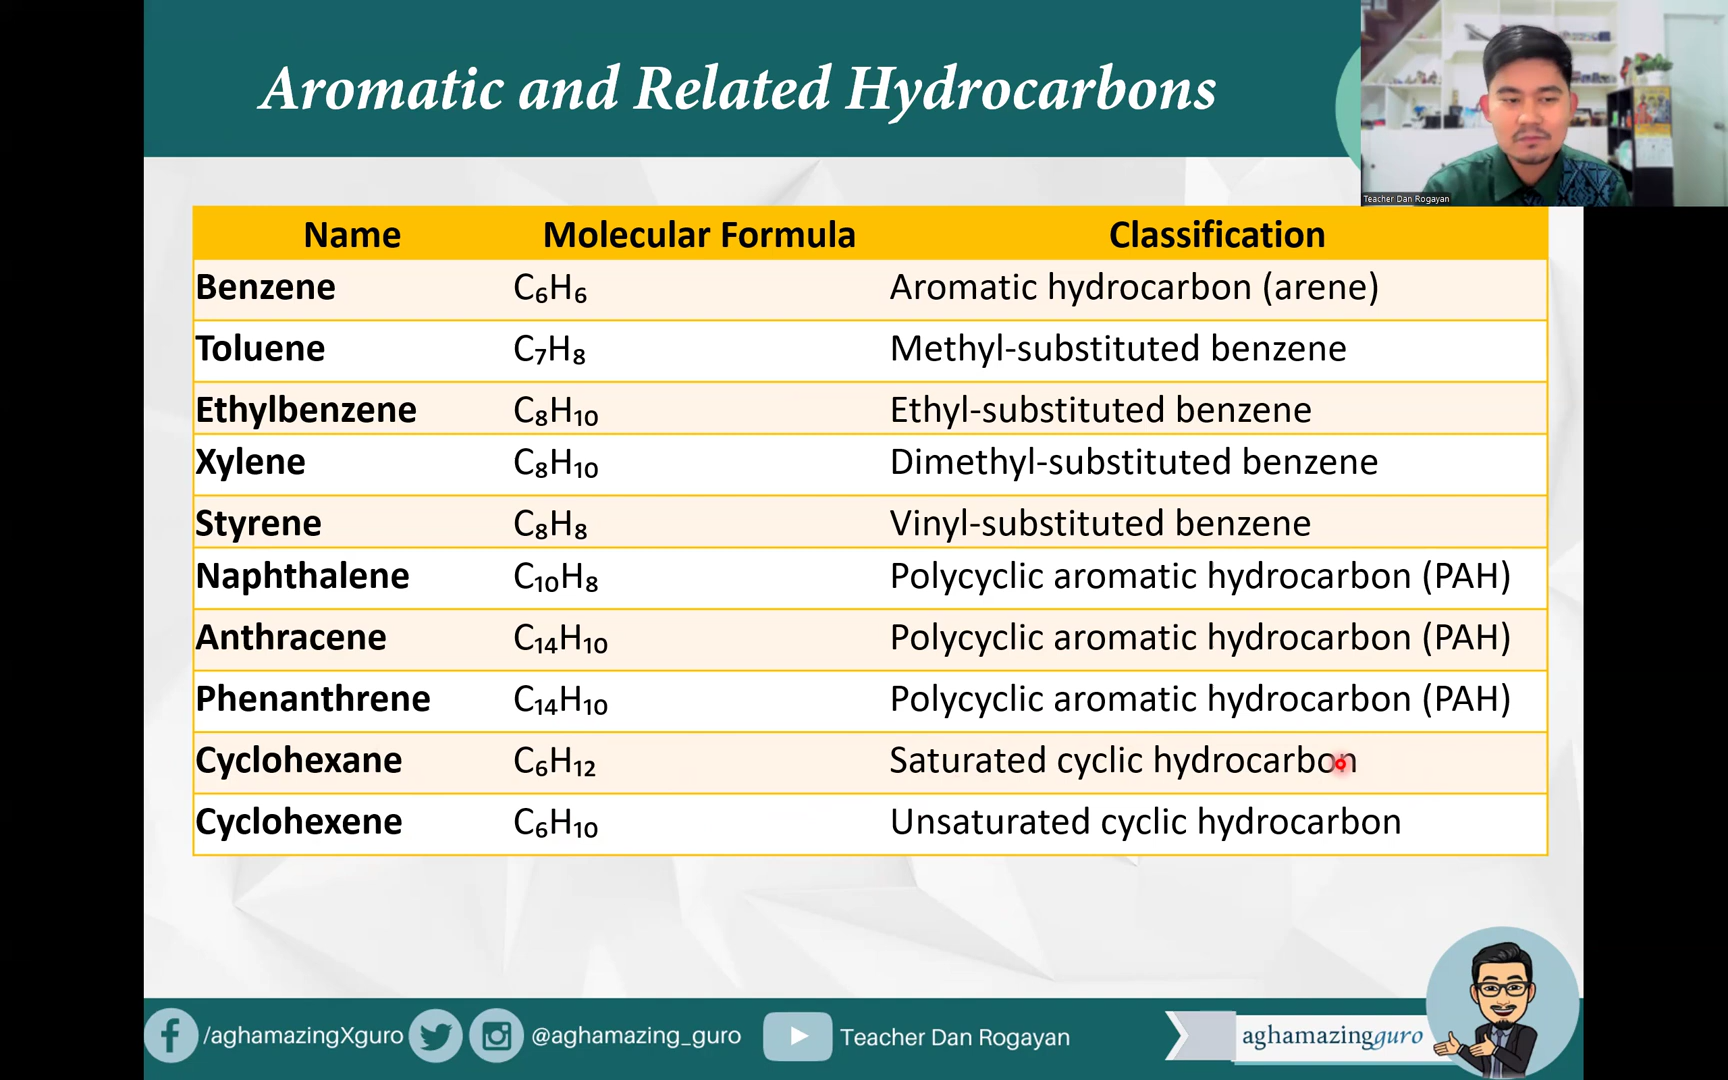 Aromatic and Related Hydrocarbons
Teacher Dan Rogayan
Name Molecular Formula Classification
Benzene C₆H₆ Aromatic hydrocarbon (arene)
Toluene C₇H₈ Methyl-substituted benzene
Ethylbenzene C₈H₁₀ Ethyl-substituted benzene
Xylene C₈H₁₀ Dimethyl-substituted benzene
Styrene C₈H₈ Vinyl-substituted benzene
Naphthalene C₁₀H₈ Polycyclic aromatic hydrocarbon (PAH)
Anthracene C₁₄H₁₀ Polycyclic aromatic hydrocarbon (PAH)
Phenanthrene C₁₄H₁₀ Polycyclic aromatic hydrocarbon (PAH)
Cyclohexane C₆H₁₂ Saturated cyclic hydrocarbon
Cyclohexene C₆H₁₀ Unsaturated cyclic hydrocarbon
/aghamazingXguro @aghamazing_guro Teacher Dan Rogayan aghamazingguro